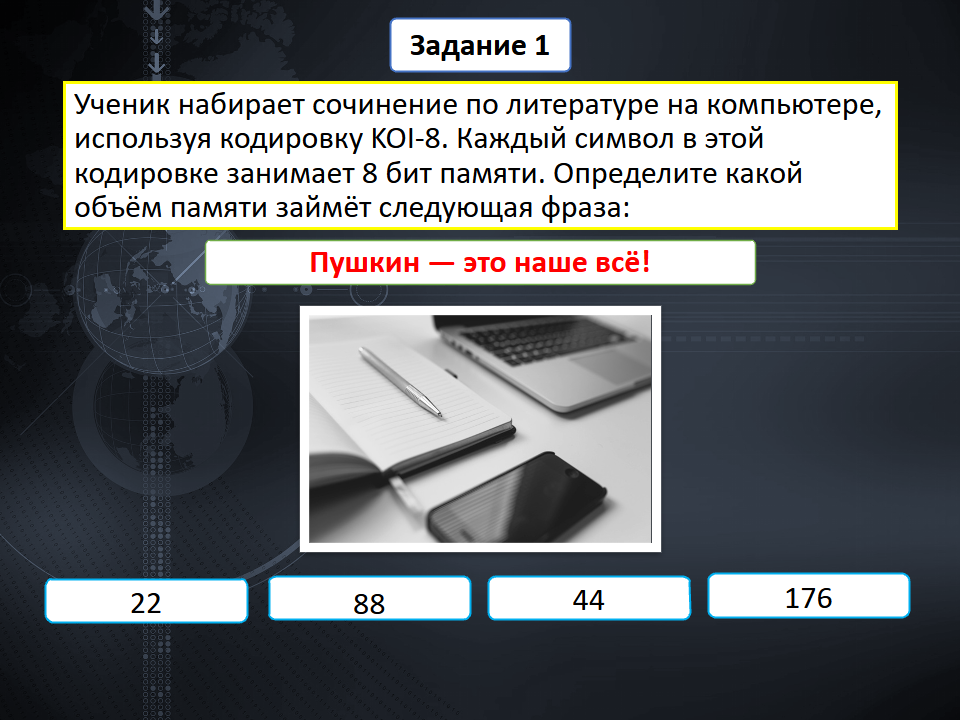 Задание 1
Ученик набирает сочинение по литературе на компьютере,
используя кодировку KOI-8. Каждый символ в этой
кодировке занимает 8 бит памяти. Определите какой
объём памяти займёт следующая фраза:
Пушкин — это наше всё!
22
88
44
176